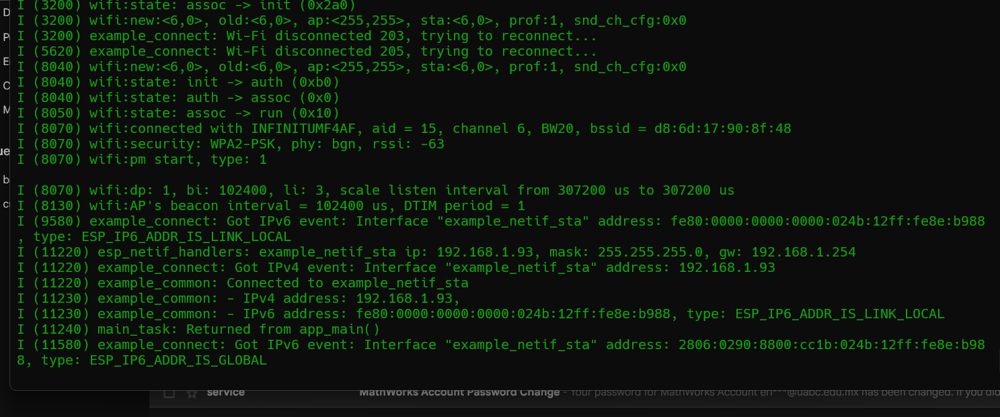 I (3200) wifi:state: assoc -> init (0x2a0)
I (3200) wifi:new:<6,0>, old:<6,0>, ap:<255,255>, sta:<6,0>, prof:1, snd_ch_cfg:0x0
I (3200) example_connect: Wi-Fi disconnected 203, trying to reconnect...
I (5620) example_connect: Wi-Fi disconnected 205, trying to reconnect...
I (8040) wifi:new:<6,0>, old:<6,0>, ap:<255,255>, sta:<6,0>, prof:1, snd_ch_cfg:0x0
I (8040) wifi:state: init -> auth (0xb0)
I (8040) wifi:state: auth -> assoc (0x0)
I (8050) wifi:state: assoc -> run (0x10)
I (8070) wifi:connected with INFINITUMF4AF, aid = 15, channel 6, BW20, bssid = d8:6d:17:90:8f:48
I (8070) wifi:security: WPA2-PSK, phy: bgn, rssi: -63
I (8070) wifi:pm start, type: 1
I (8070) wifi:dp: 1, bi: 102400, li: 3, scale listen interval from 307200 us to 307200 us
I (8130) wifi:AP's beacon interval = 102400 us, DTIM period = 1
I (9580) example_connect: Got IPv6 event: Interface "example_netif_sta" address: fe80:0000:0000:0000:024b:12ff:fe8e:b988
, type: ESP_IP6_ADDR_IS_LINK_LOCAL
I (11220) esp_netif_handlers: example_netif_sta ip: 192.168.1.93, mask: 255.255.255.0, gw: 192.168.1.254
I (11220) example_connect: Got IPv4 event: Interface "example_netif_sta" address: 192.168.1.93
I (11220) example_common: Connected to example_netif_sta
I (11230) example_common: - IPv4 address: 192.168.1.93,
I (11230) example_common: - IPv6 address: fe80:0000:0000:0000:024b:12ff:fe8e:b988, type: ESP_IP6_ADDR_IS_LINK_LOCAL
I (11240) main_task: Returned from app_main()
I (11580) example_connect: Got IPv6 event: Interface "example_netif_sta" address: 2806:0290:8800:cc1b:024b:12ff:fe8e:b98
8, type: ESP_IP6_ADDR_IS_GLOBAL
service MathWorks Account Password Change - Your password for MathWorks Account en***@uabc.edu.mx has been changed. If you did